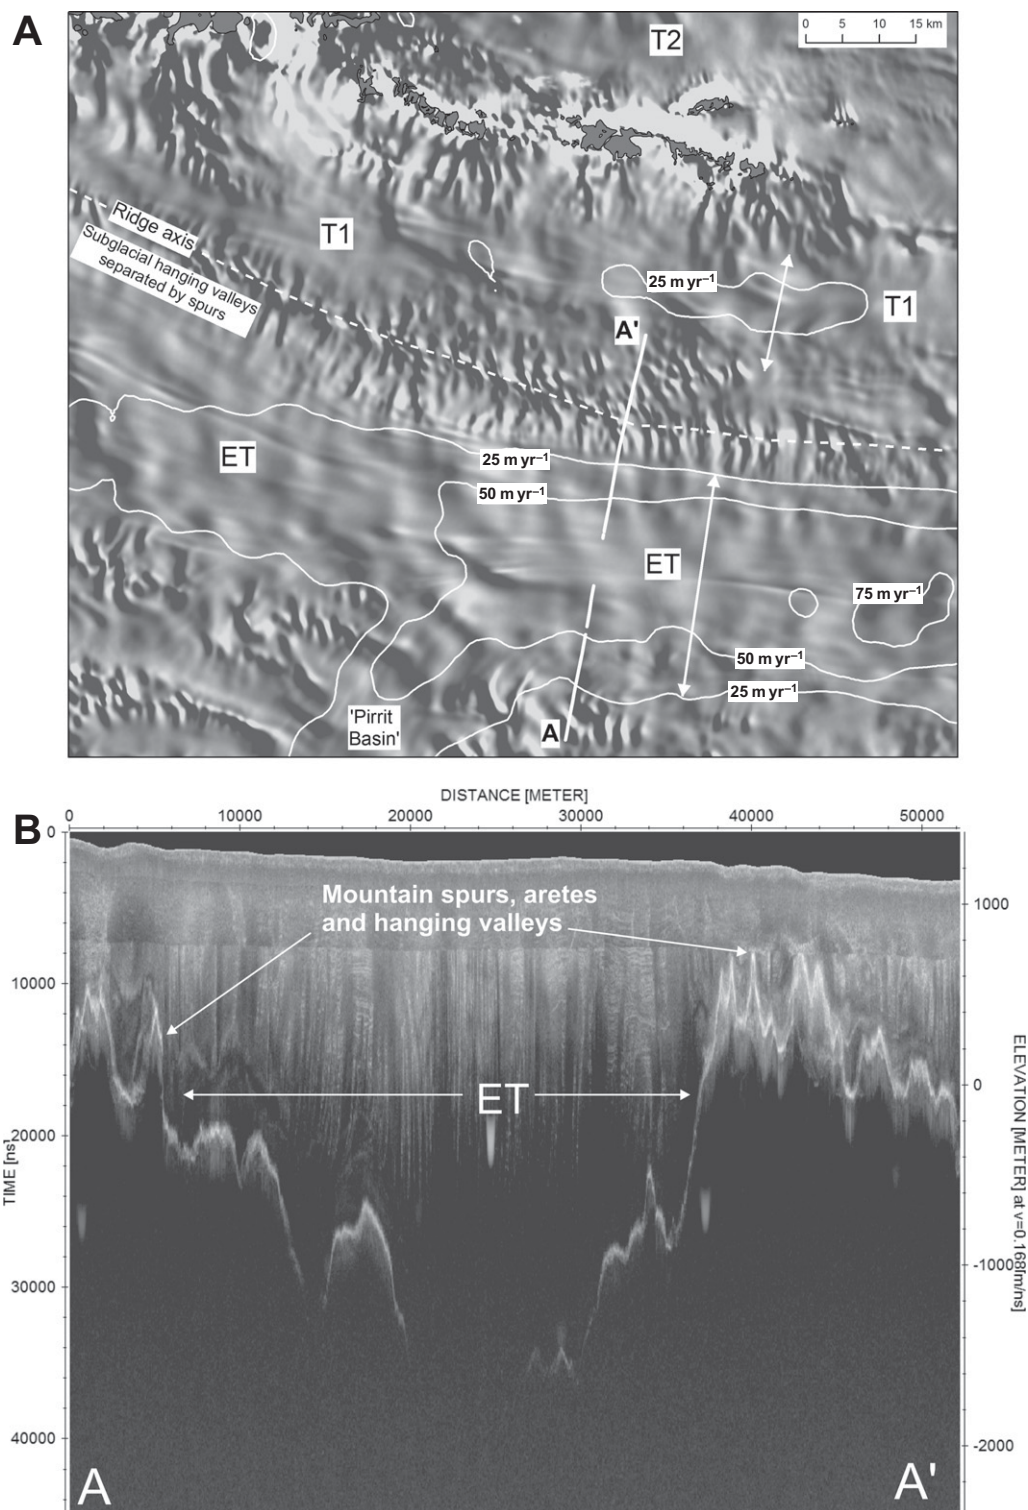 A
T2
0 5 10 15 km
Ridge axis
Subglacial hanging valleys
separated by spurs
T1
25 m yr⁻¹
T1
A'
ET
25 m yr⁻¹
50 m yr⁻¹
ET
75 m yr⁻¹
50 m yr⁻¹
25 m yr⁻¹
'Pirrit
Basin'
A
B
DISTANCE [METER]
0 10000 20000 30000 40000 50000
0
Mountain spurs, aretes
and hanging valleys
1000
10000
ET
0
20000
TIME [ns]
ELEVATION [METER] at v=0.168[m/ns]
-1000
30000
40000
-2000
A
A'